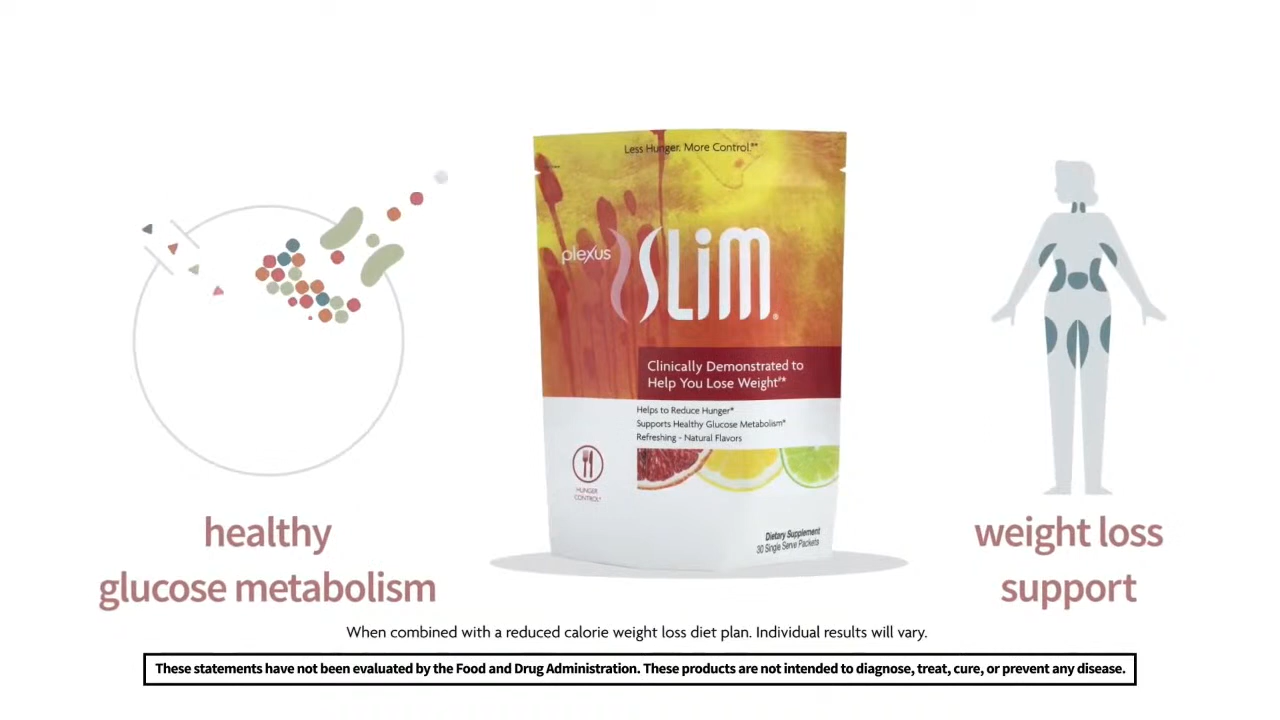 Less Hunger. More Control.**
plexus
SLiM®
Clinically Demonstrated to
Help You Lose Weight‡*
Helps to Reduce Hunger*
Supports Healthy Glucose Metabolism*
Refreshing - Natural Flavors
HUNGER
CONTROL*
Dietary Supplement
30 Single Serve Packets
healthy
glucose metabolism
weight loss
support
When combined with a reduced calorie weight loss diet plan. Individual results will vary.
These statements have not been evaluated by the Food and Drug Administration. These products are not intended to diagnose, treat, cure, or prevent any disease.